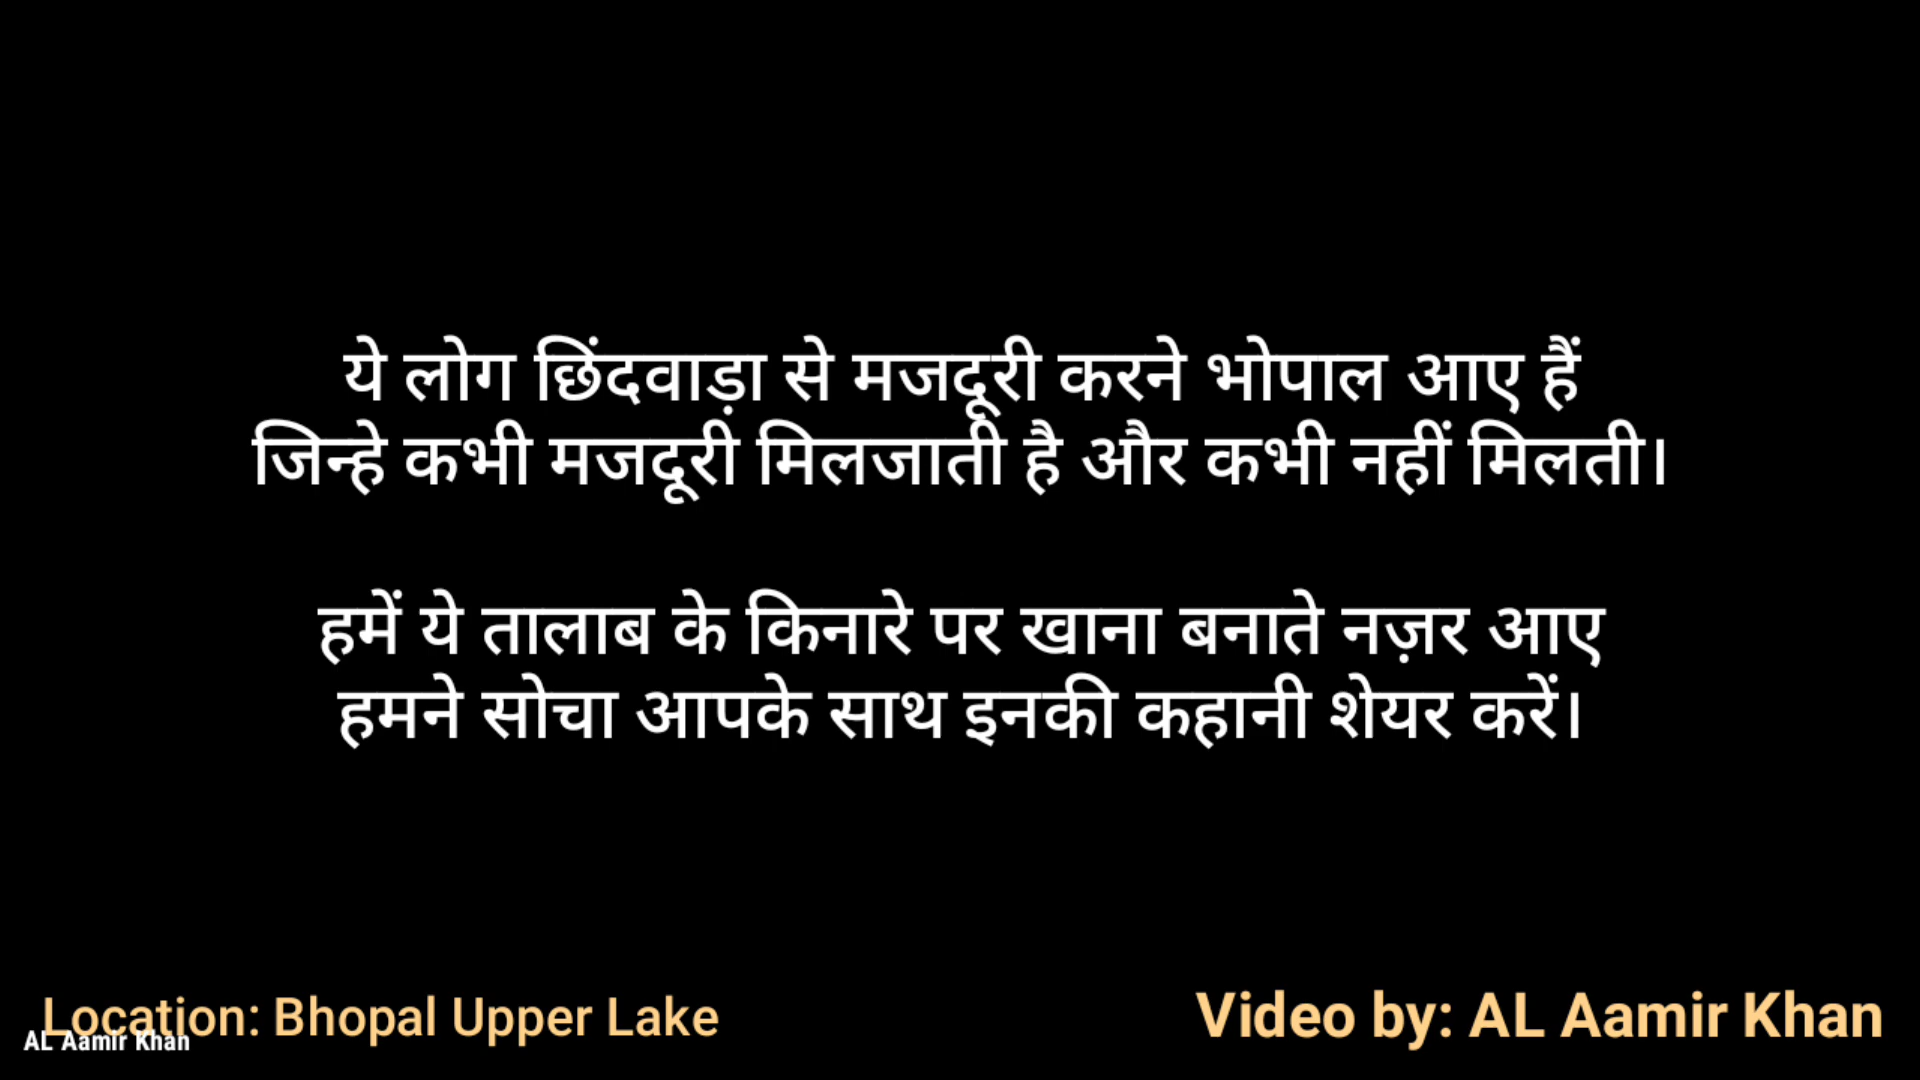 ये लोग छिंदवाड़ा से मजदूरी करने भोपाल आए हैं
जिन्हे कभी मजदूरी मिलजाती है और कभी नहीं मिलती।
हमें ये तालाब के किनारे पर खाना बनाते नज़र आए
हमने सोचा आपके साथ इनकी कहानी शेयर करें।
Location: Bhopal Upper Lake
AL Aamir Khan
Video by: AL Aamir Khan